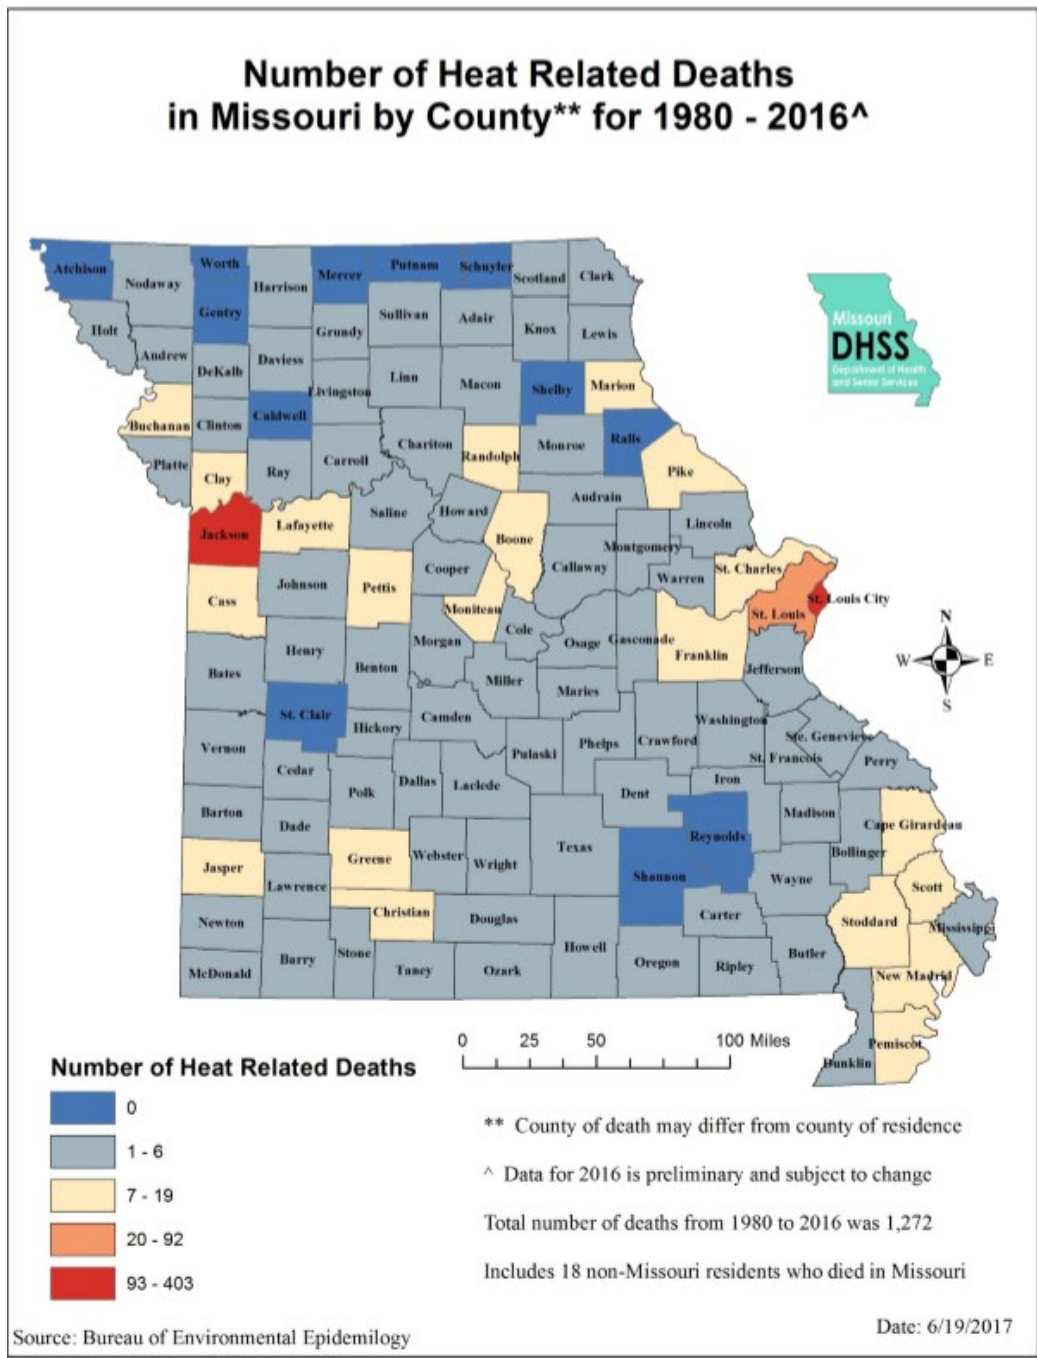 Number of Heat Related Deaths
in Missouri by County** for 1980 - 2016^
Atchison
Nodaway
Worth
Gentry
Harrison
Mercer
Putnam
Schuyler
Scotland
Clark
Holt
Andrew
DeKalb
Daviess
Grundy
Sullivan
Adair
Knox
Lewis
Buchanan
Clinton
Caldwell
Livingston
Linn
Macon
Shelby
Marion
Platte
Clay
Ray
Carroll
Chariton
Randolph
Monroe
Ralls
Pike
Jackson
Lafayette
Saline
Howard
Boone
Audrain
Montgomery
Lincoln
Cass
Johnson
Pettis
Cooper
Moniteau
Callaway
Warren
St. Charles
St. Louis
St. Louis City
Bates
Henry
Benton
Morgan
Cole
Miller
Osage
Maries
Gasconade
Franklin
Jefferson
Vernon
St. Clair
Hickory
Camden
Pulaski
Phelps
Crawford
Washington
Ste. Genevieve
St. Francois
Perry
Barton
Cedar
Polk
Dallas
Laclede
Dent
Iron
Madison
Cape Girardeau
Bollinger
Jasper
Dade
Greene
Webster
Wright
Texas
Shannon
Reynolds
Wayne
Scott
Newton
Lawrence
Christian
Douglas
Howell
Carter
Butler
Stoddard
Mississippi
McDonald
Barry
Stone
Taney
Ozark
Oregon
Ripley
New Madrid
Dunklin
Pemiscot
Missouri
DHSS
Department of Health
and Senior Services
N
W E
S
0 25 50 100 Miles
Number of Heat Related Deaths
0
1 - 6
7 - 19
20 - 92
93 - 403
** County of death may differ from county of residence
^ Data for 2016 is preliminary and subject to change
Total number of deaths from 1980 to 2016 was 1,272
Includes 18 non-Missouri residents who died in Missouri
Source: Bureau of Environmental Epidemilogy
Date: 6/19/2017